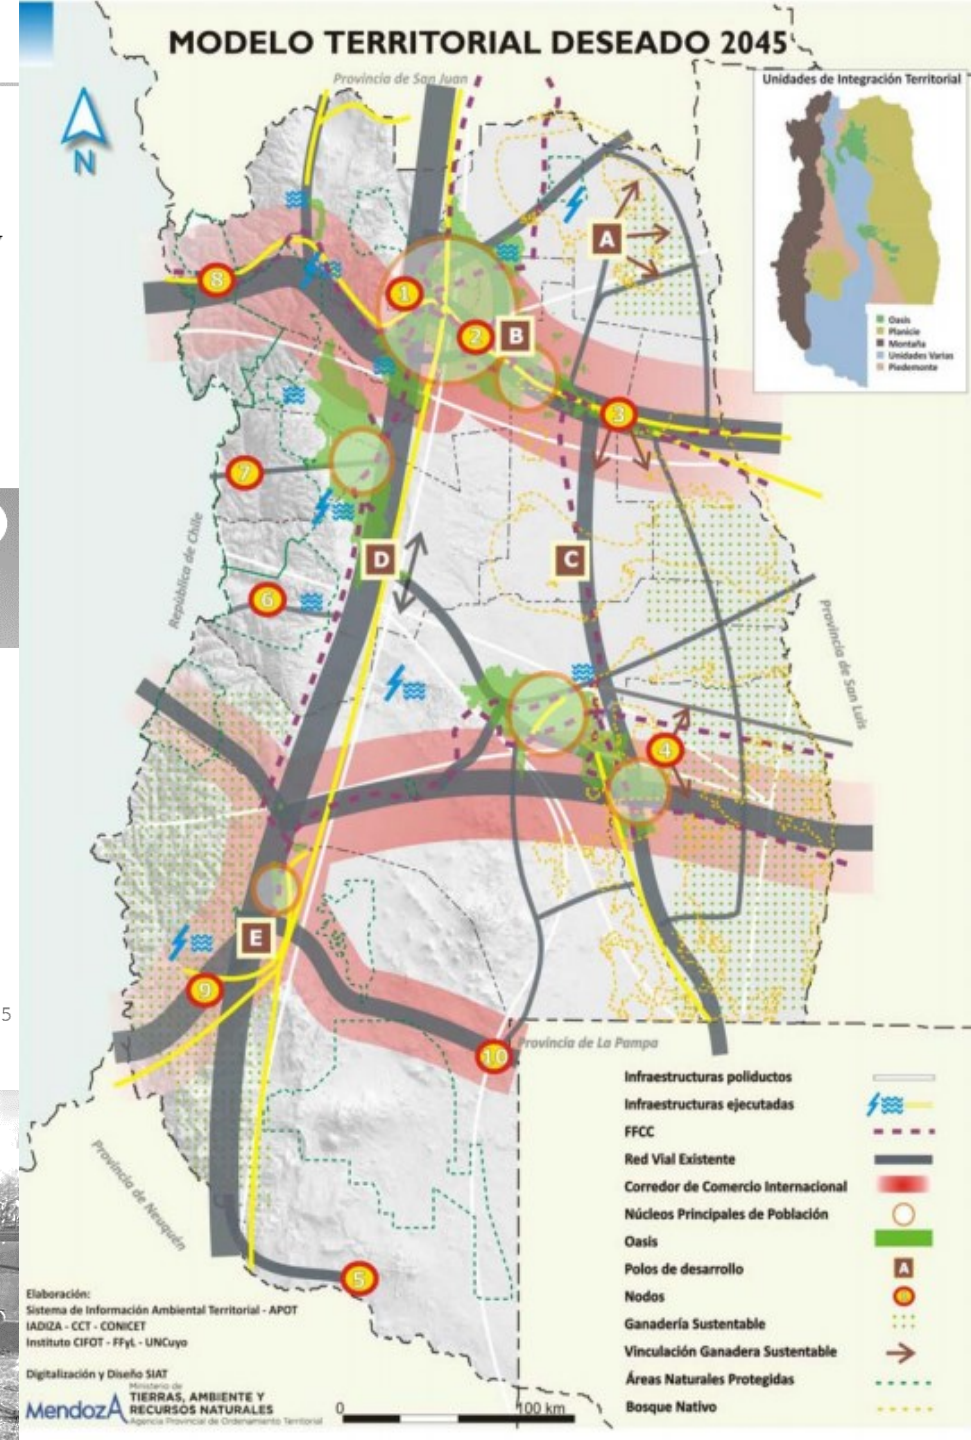 MODELO TERRITORIAL DESEADO 2045
Provincia de San Juan
Unidades de Integración Territorial
N
Oasis
Planicie
Montaña
Unidades Varias
Piedemonte
A
8
1
2
B
3
7
República de Chile
D
C
6
Provincia de San Luis
4
E
9
5
10
Provincia de La Pampa
Provincia de Neuquén
5
Infraestructuras poliductos
Infraestructuras ejecutadas
FFCC
Red Vial Existente
Corredor de Comercio Internacional
Núcleos Principales de Población
Oasis
Polos de desarrollo
A
Nodos
Ganadería Sustentable
Vinculación Ganadera Sustentable
Áreas Naturales Protegidas
Bosque Nativo
Elaboración:
Sistema de Información Ambiental Territorial - APOT
IADIZA - CCT - CONICET
Instituto CIFOT - FFyL - UNCuyo
Digitalización y Diseño SIAT
MendozA
Ministerio de
TIERRAS, AMBIENTE Y
RECURSOS NATURALES
Agencia Provincial de Ordenamiento Territorial
0
100 km